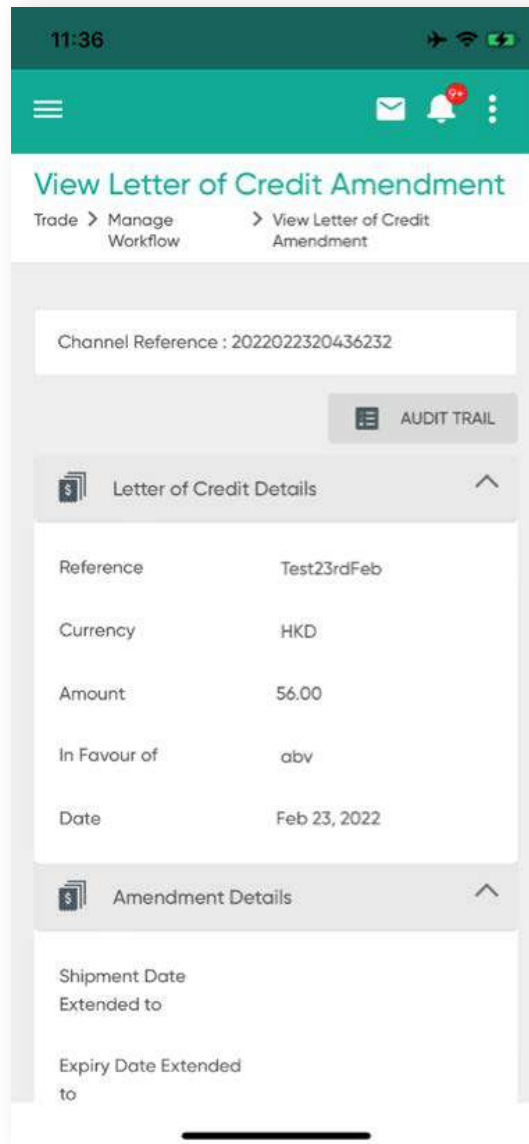 11:36
9+
View Letter of Credit Amendment
Trade > Manage Workflow > View Letter of Credit Amendment
Channel Reference : 2022022320436232
AUDIT TRAIL
Letter of Credit Details
Reference Test23rdFeb
Currency HKD
Amount 56.00
In Favour of abv
Date Feb 23, 2022
Amendment Details
Shipment Date
Extended to
Expiry Date Extended
to